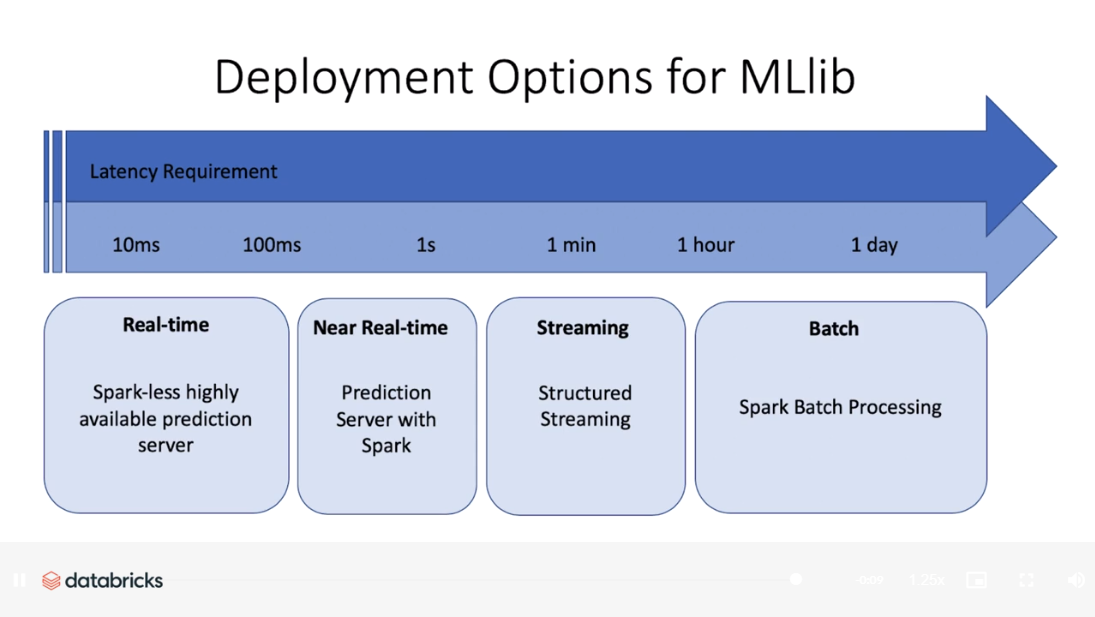 Deployment Options for MLlib
Latency Requirement
10ms 100ms 1s 1 min 1 hour 1 day
Real-time
Spark-less highly
available prediction
server
Near Real-time
Prediction
Server with
Spark
Streaming
Structured
Streaming
Batch
Spark Batch Processing
databricks
-0:09 1.25x